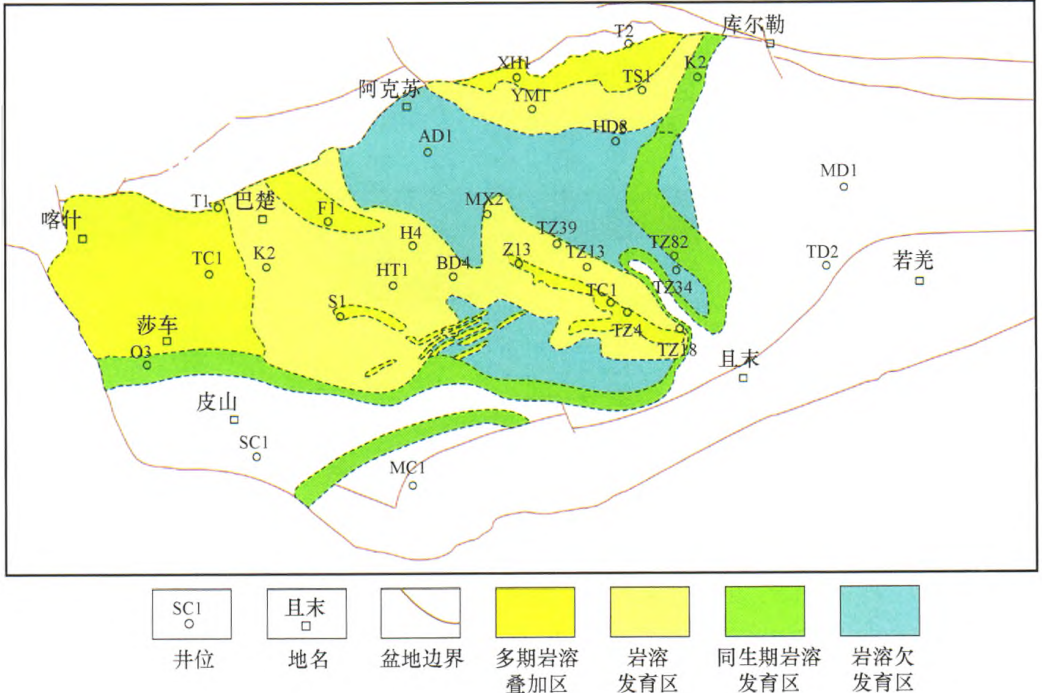 T2
库尔勒
XH1
K2
TS1
阿克苏
YM1
HD8
AD1
MD1
T1
巴楚
F1
MX2
喀什
H4
TZ39
TZ82
TC1
K2
HT1
BD4
Z13
TZ13
TD2
若羌
S1
TC1
TZ34
莎车
TZ4
TZ18
O3
且末
皮山
SC1
MC1
SC1
井位
且末
地名
盆地边界
多期岩溶
叠加区
岩溶
发育区
同生期岩溶
发育区
岩溶欠
发育区